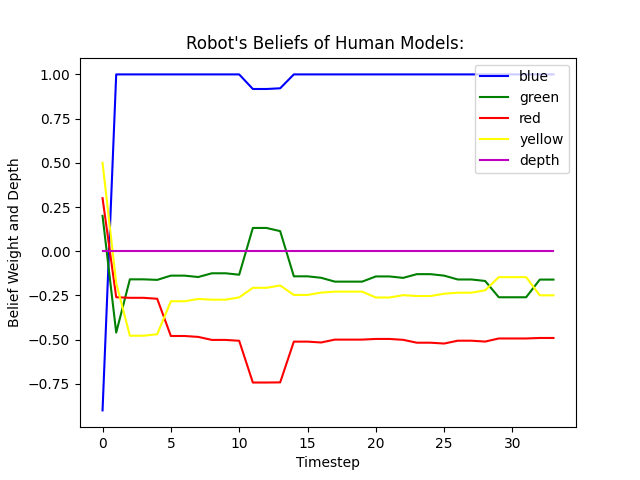 Robot's Beliefs of Human Models:
Belief Weight and Depth
1.00
0.75
0.50
0.25
0.00
−0.25
−0.50
−0.75
blue
green
red
yellow
depth
0 5 10 15 20 25 30
Timestep